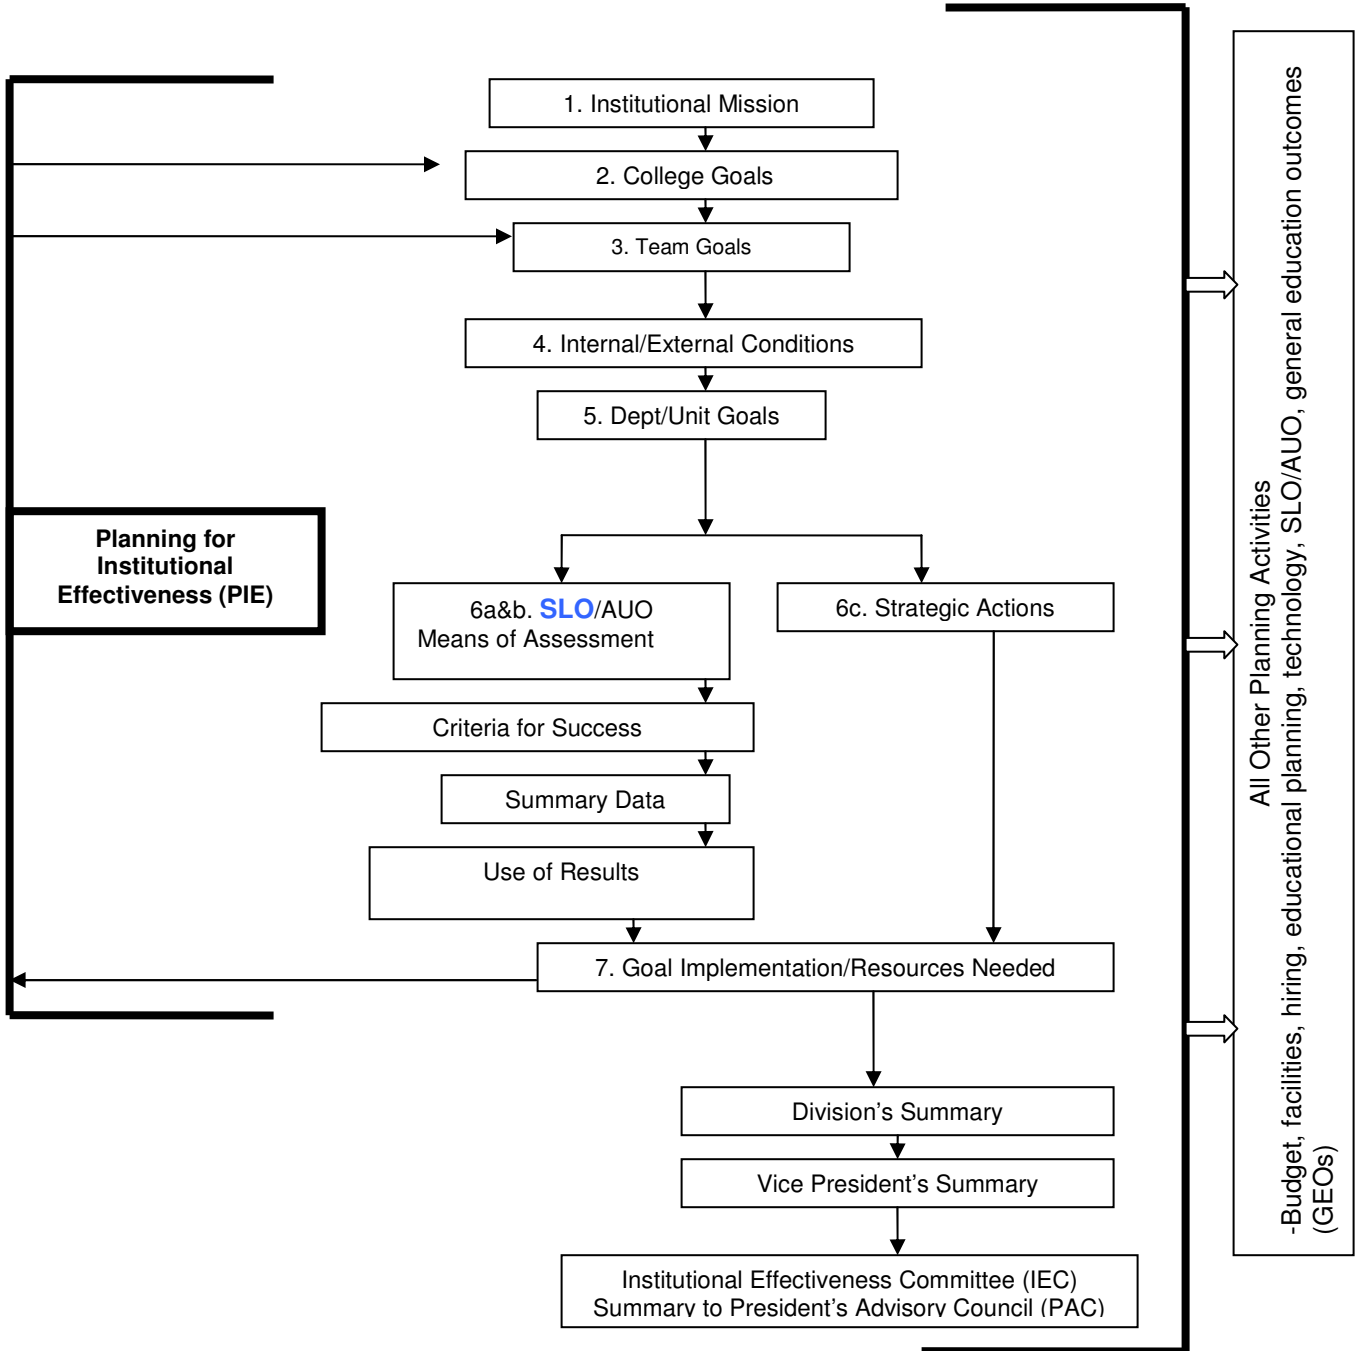 1. Institutional Mission
2. College Goals
3. Team Goals
4. Internal/External Conditions
5. Dept/Unit Goals
Planning for
Institutional
Effectiveness (PIE)
6a&b. SLO/AUO
Means of Assessment
6c. Strategic Actions
Criteria for Success
Summary Data
Use of Results
7. Goal Implementation/Resources Needed
Division's Summary
Vice President's Summary
Institutional Effectiveness Committee (IEC)
Summary to President's Advisory Council (PAC)
All Other Planning Activities
-Budget, facilities, hiring, educational planning, technology, SLO/AUO, general education outcomes
(GEOs)